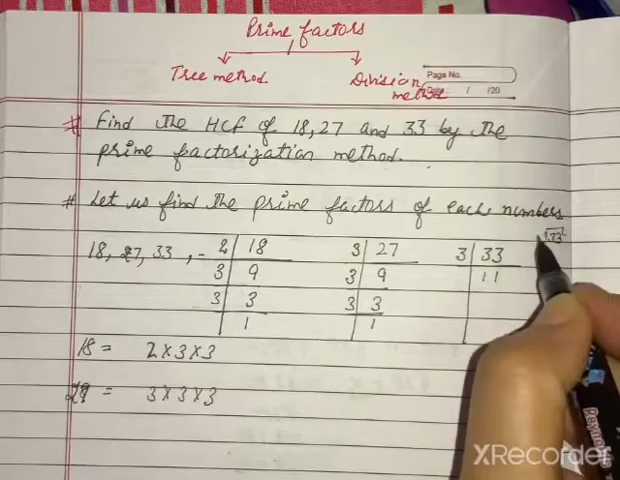 Prime factors
Tree method
Division method
Page No.
Date / /20
# Find the HCF of 18, 27 and 33 by the
prime factorization method.
# Let us find the prime factors of each numbers
18, 27, 33, - 2 | 18 3 | 27 3 | 33
3 | 9 3 | 9 11
3 | 3 3 | 3
1 1
18 = 2 x 3 x 3
= 3 x 3 x 3
XRecorder